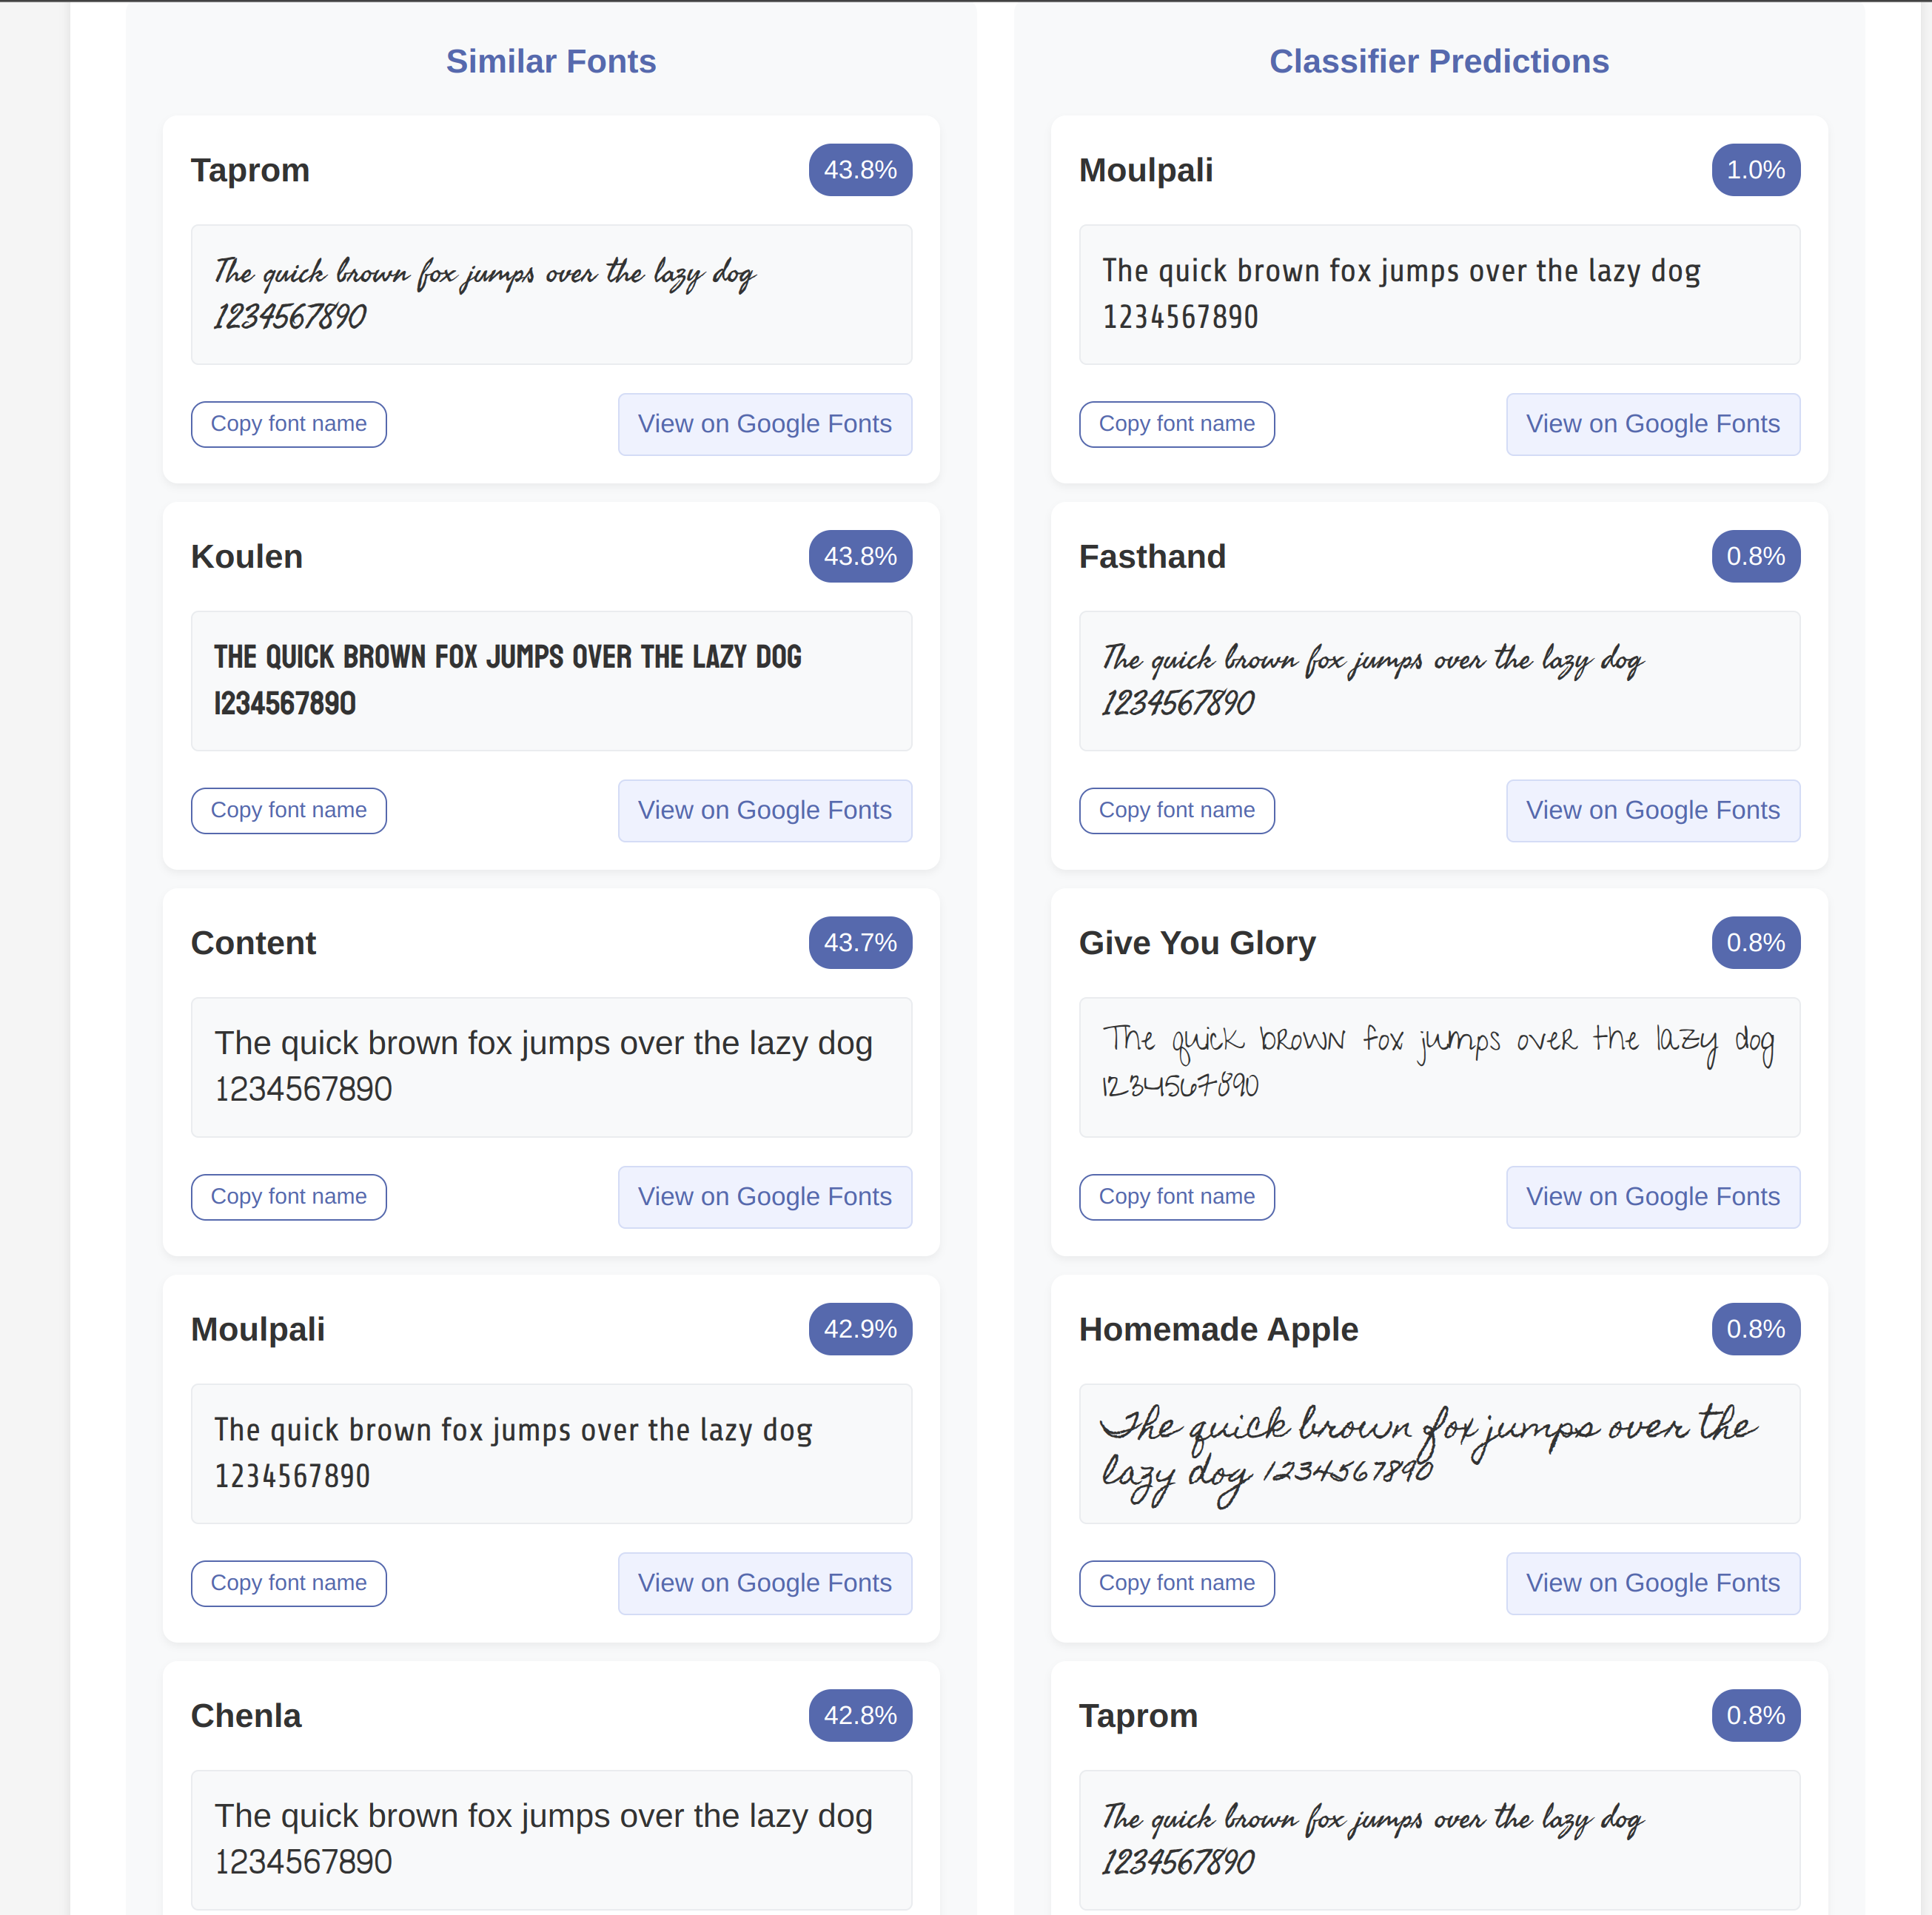 Similar Fonts
Taprom
43.8%
The quick brown fox jumps over the lazy dog
1234567890
Copy font name
View on Google Fonts
Koulen
43.8%
THE QUICK BROWN FOX JUMPS OVER THE LAZY DOG
1234567890
Copy font name
View on Google Fonts
Content
43.7%
The quick brown fox jumps over the lazy dog
1234567890
Copy font name
View on Google Fonts
Moulpali
42.9%
The quick brown fox jumps over the lazy dog
1234567890
Copy font name
View on Google Fonts
Chenla
42.8%
The quick brown fox jumps over the lazy dog
1234567890
Classifier Predictions
Moulpali
1.0%
The quick brown fox jumps over the lazy dog
1234567890
Copy font name
View on Google Fonts
Fasthand
0.8%
The quick brown fox jumps over the lazy dog
1234567890
Copy font name
View on Google Fonts
Give You Glory
0.8%
The quick brown fox jumps over the lazy dog
1234567890
Copy font name
View on Google Fonts
Homemade Apple
0.8%
The quick brown fox jumps over the
lazy dog 1234567890
Copy font name
View on Google Fonts
Taprom
0.8%
The quick brown fox jumps over the lazy dog
1234567890